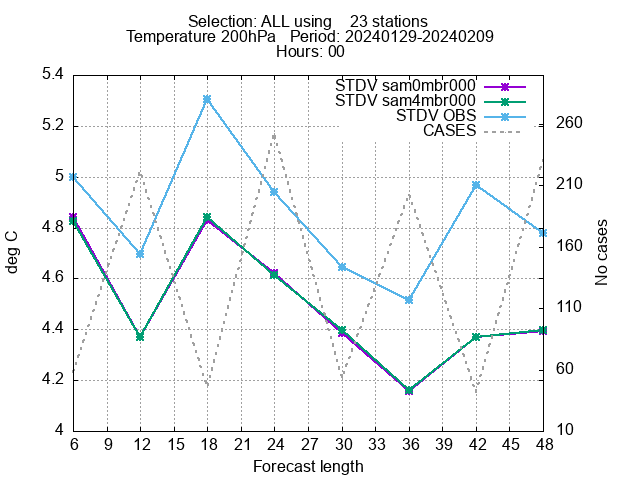 Selection: ALL using    23 stations
Temperature 200hPa   Period: 20240129-20240209
Hours: 00
STDV sam0mbr000
STDV sam4mbr000
STDV OBS
CASES
deg C
5.4
5.2
5
4.8
4.6
4.4
4.2
4
No cases
260
210
160
110
60
10
6 9 12 15 18 21 24 27 30 33 36 39 42 45 48
Forecast length